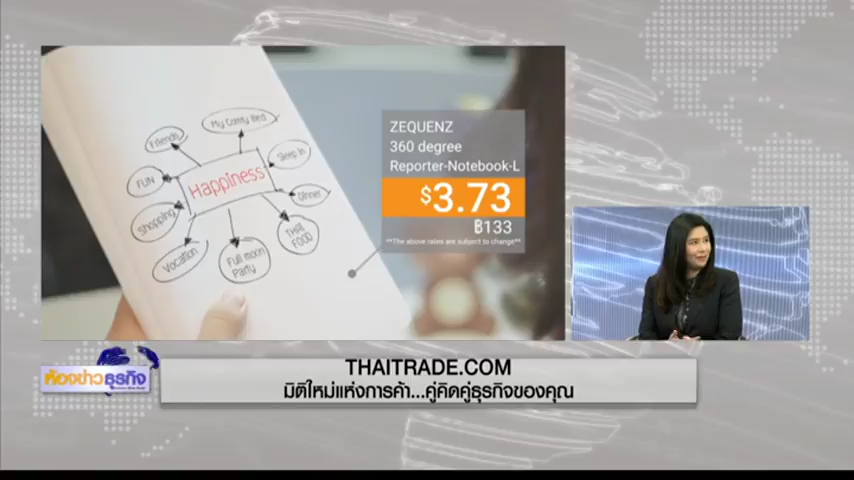 My Comfy Bed
Friends
Sleep In
FUN
Happiness
Dinner
Shopping
THAI
FOOD
Vocation
Full moon
Party
ZEQUENZ
360 degree
Reporter-Notebook-L
$3.73
฿133
**The above rates are subject to change**
ห้องข่าวธุรกิจ
THAITRADE.COM
มิติใหม่แห่งการค้า...คู่คิดคู่ธุรกิจของคุณ